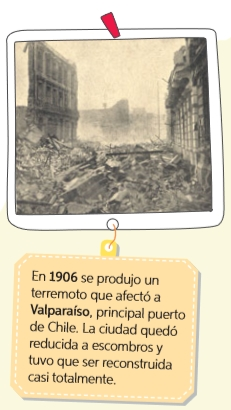 En 1906 se produjo un
terremoto que afectó a
Valparaíso, principal puerto
de Chile. La ciudad quedó
reducida a escombros y
tuvo que ser reconstruida
casi totalmente.